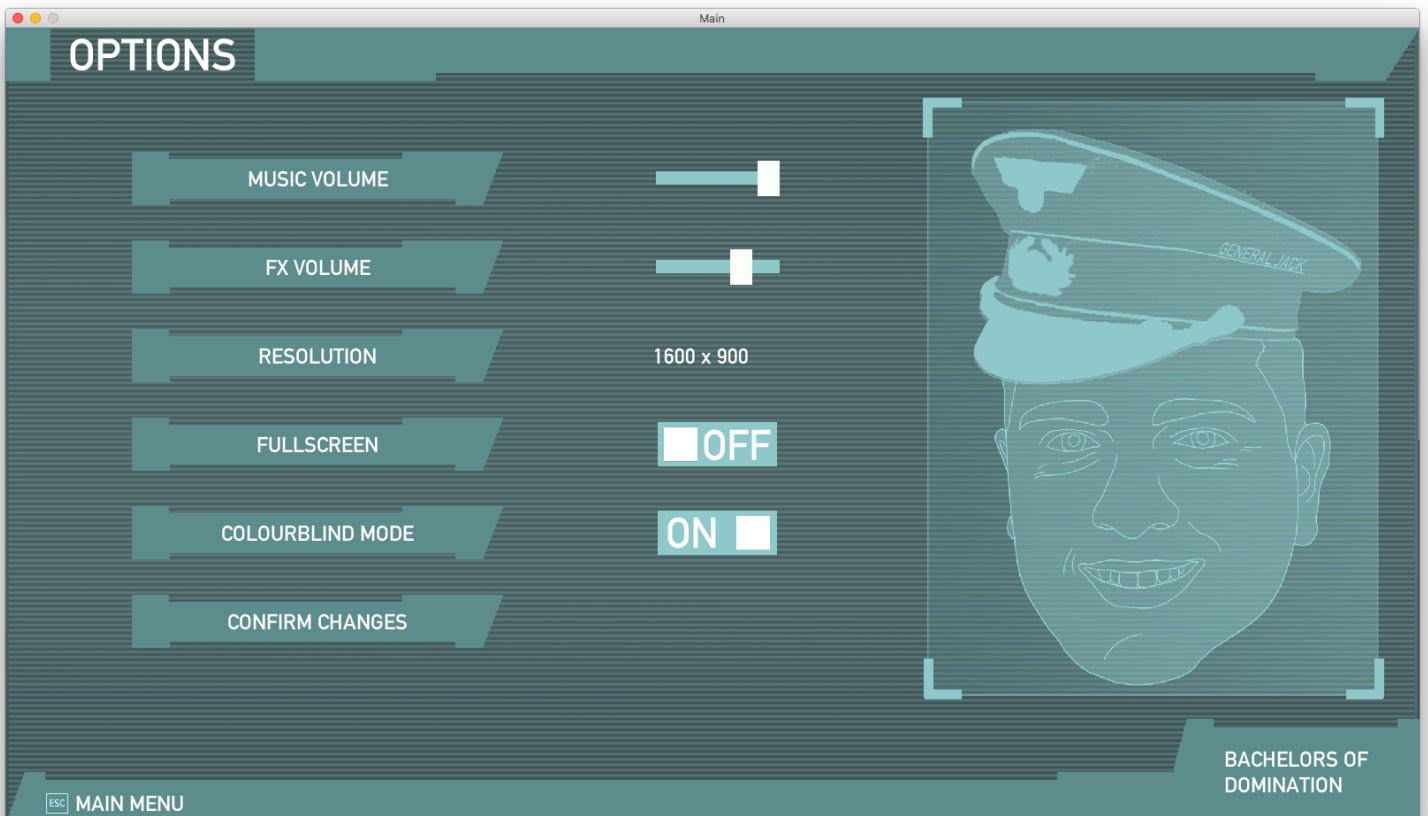 Main
OPTIONS
MUSIC VOLUME
FX VOLUME
RESOLUTION
1600 x 900
FULLSCREEN
OFF
COLOURBLIND MODE
ON
CONFIRM CHANGES
GENERAL JACK
BACHELORS OF
DOMINATION
ESC MAIN MENU